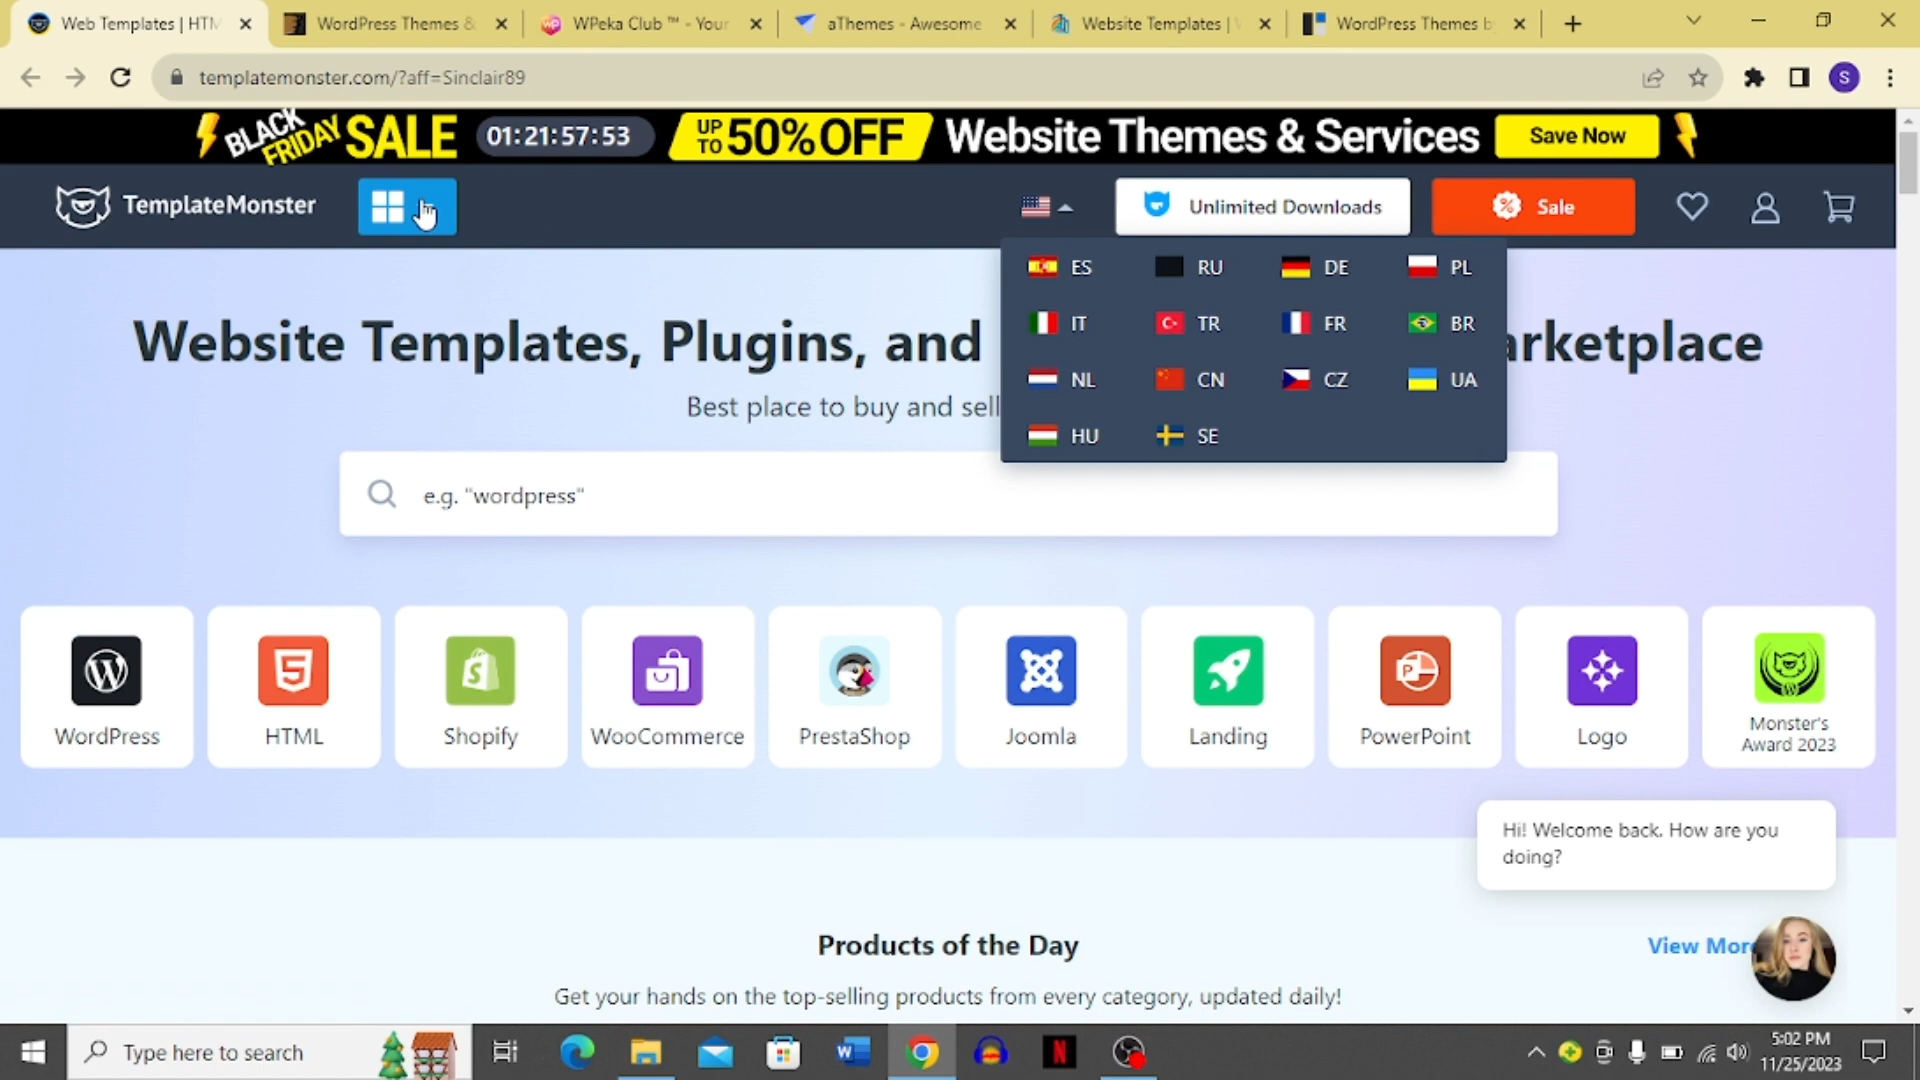 Web Templates | HTM
WordPress Themes &
WPeka Club ™ - Your
aThemes - Awesome
Website Templates | W
WordPress Themes b
templatemonster.com/?aff=Sinclair89
S
BLACK FRIDAY SALE
01:21:57:53
UP TO 50% OFF
Website Themes & Services
Save Now
TemplateMonster
Unlimited Downloads
Sale
ES RU DE PL
IT TR FR BR
NL CN CZ UA
HU SE
Website Templates, Plugins, and arketplace
Best place to buy and sell
e.g. "wordpress"
WordPress
HTML
Shopify
WooCommerce
PrestaShop
Joomla
Landing
PowerPoint
Logo
Monster's
Award 2023
Hi! Welcome back. How are you
doing?
Products of the Day
View More
Get your hands on the top-selling products from every category, updated daily!
Type here to search
5:02 PM
11/25/2023